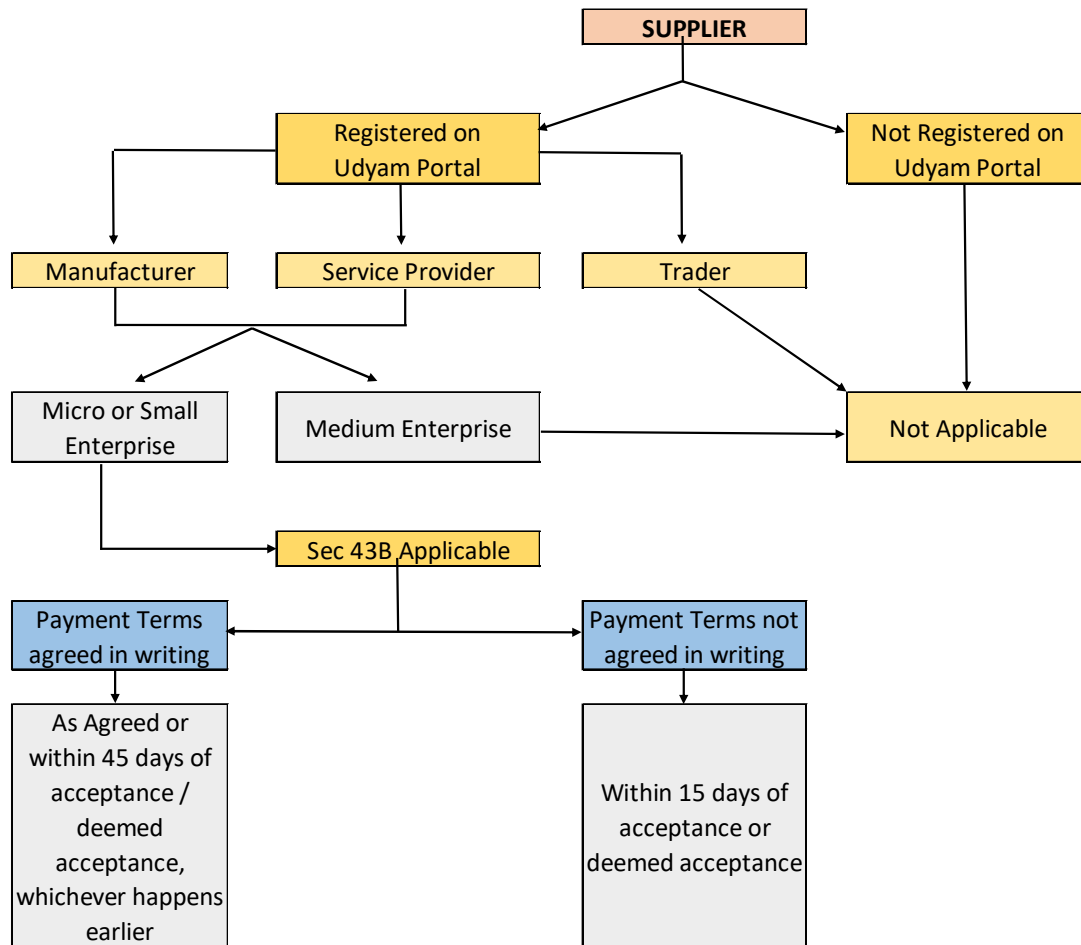 SUPPLIER
Registered on
Udyam Portal
Not Registered on
Udyam Portal
Manufacturer
Service Provider
Trader
Micro or Small
Enterprise
Medium Enterprise
Not Applicable
Sec 43B Applicable
Payment Terms
agreed in writing
Payment Terms not
agreed in writing
As Agreed or
within 45 days of
acceptance /
deemed
acceptance,
whichever happens
earlier
Within 15 days of
acceptance or
deemed acceptance